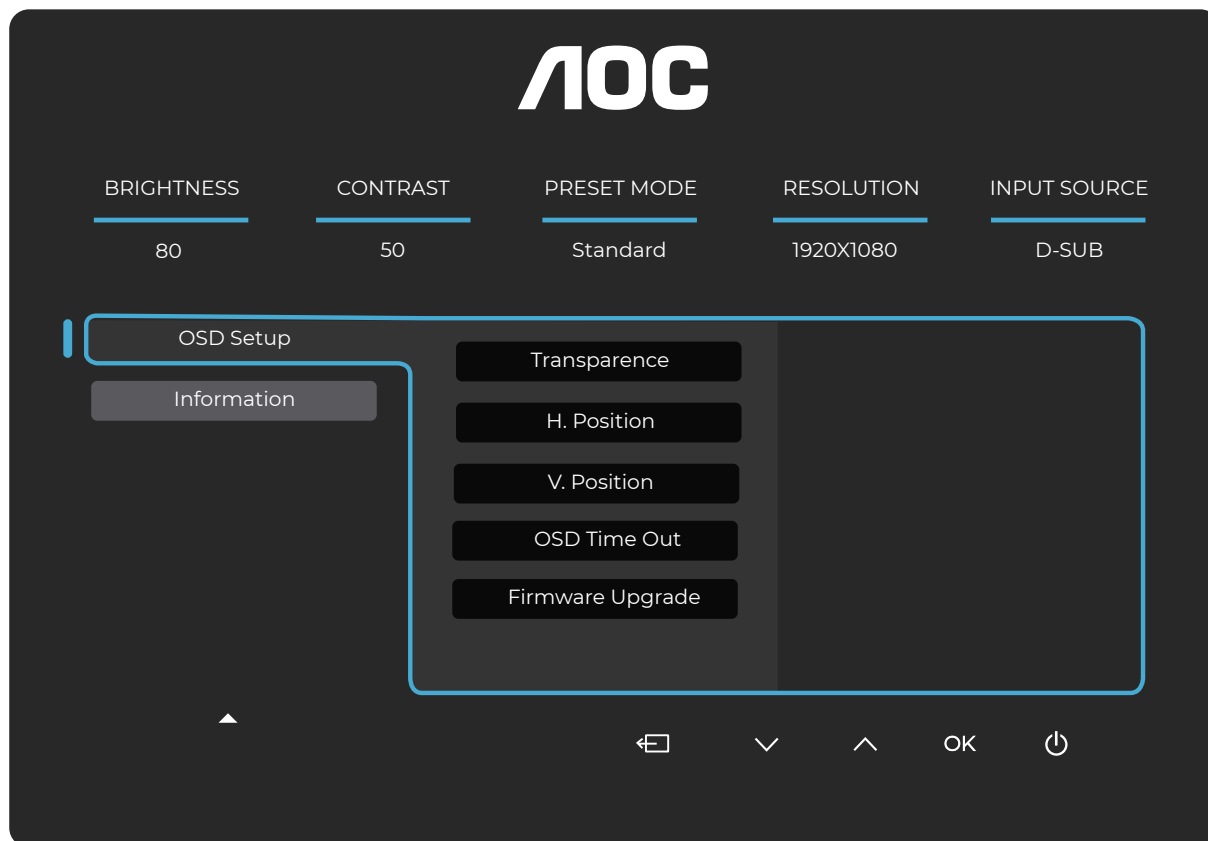 AOC
BRIGHTNESS CONTRAST PRESET MODE RESOLUTION INPUT SOURCE
80 50 Standard 1920X1080 D-SUB
OSD Setup
Information
Transparence
H. Position
V. Position
OSD Time Out
Firmware Upgrade
OK